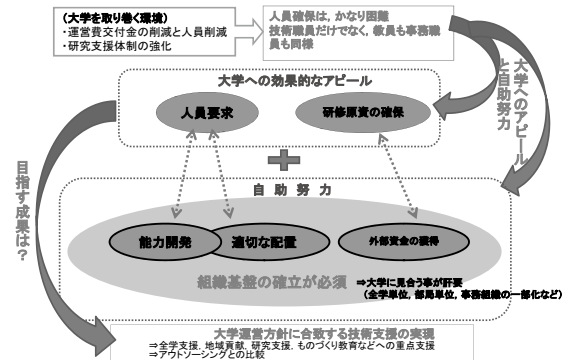 (大学を取り巻く環境)
・運営費交付金の削減と人員削減
・研究支援体制の強化
人員確保は、かなり困難
技術職員だけでなく、教員も事務職
員も同様
大学へのアピール
と自助努力
大学への効果的なアピール
人員要求
研修原資の確保
自助努力
目指す成果は?
能力開発
適切な配置
外部資金の獲得
組織基盤の確立が必須
⇒大学に見合う事が肝要
(全学単位，部局単位，事務組織の一部化など)
大学運営方針に合致する技術支援の実現
⇒全学支援，地域貢献，研究支援，ものづくり教育などへの重点支援
⇒アウトソーシングとの比較